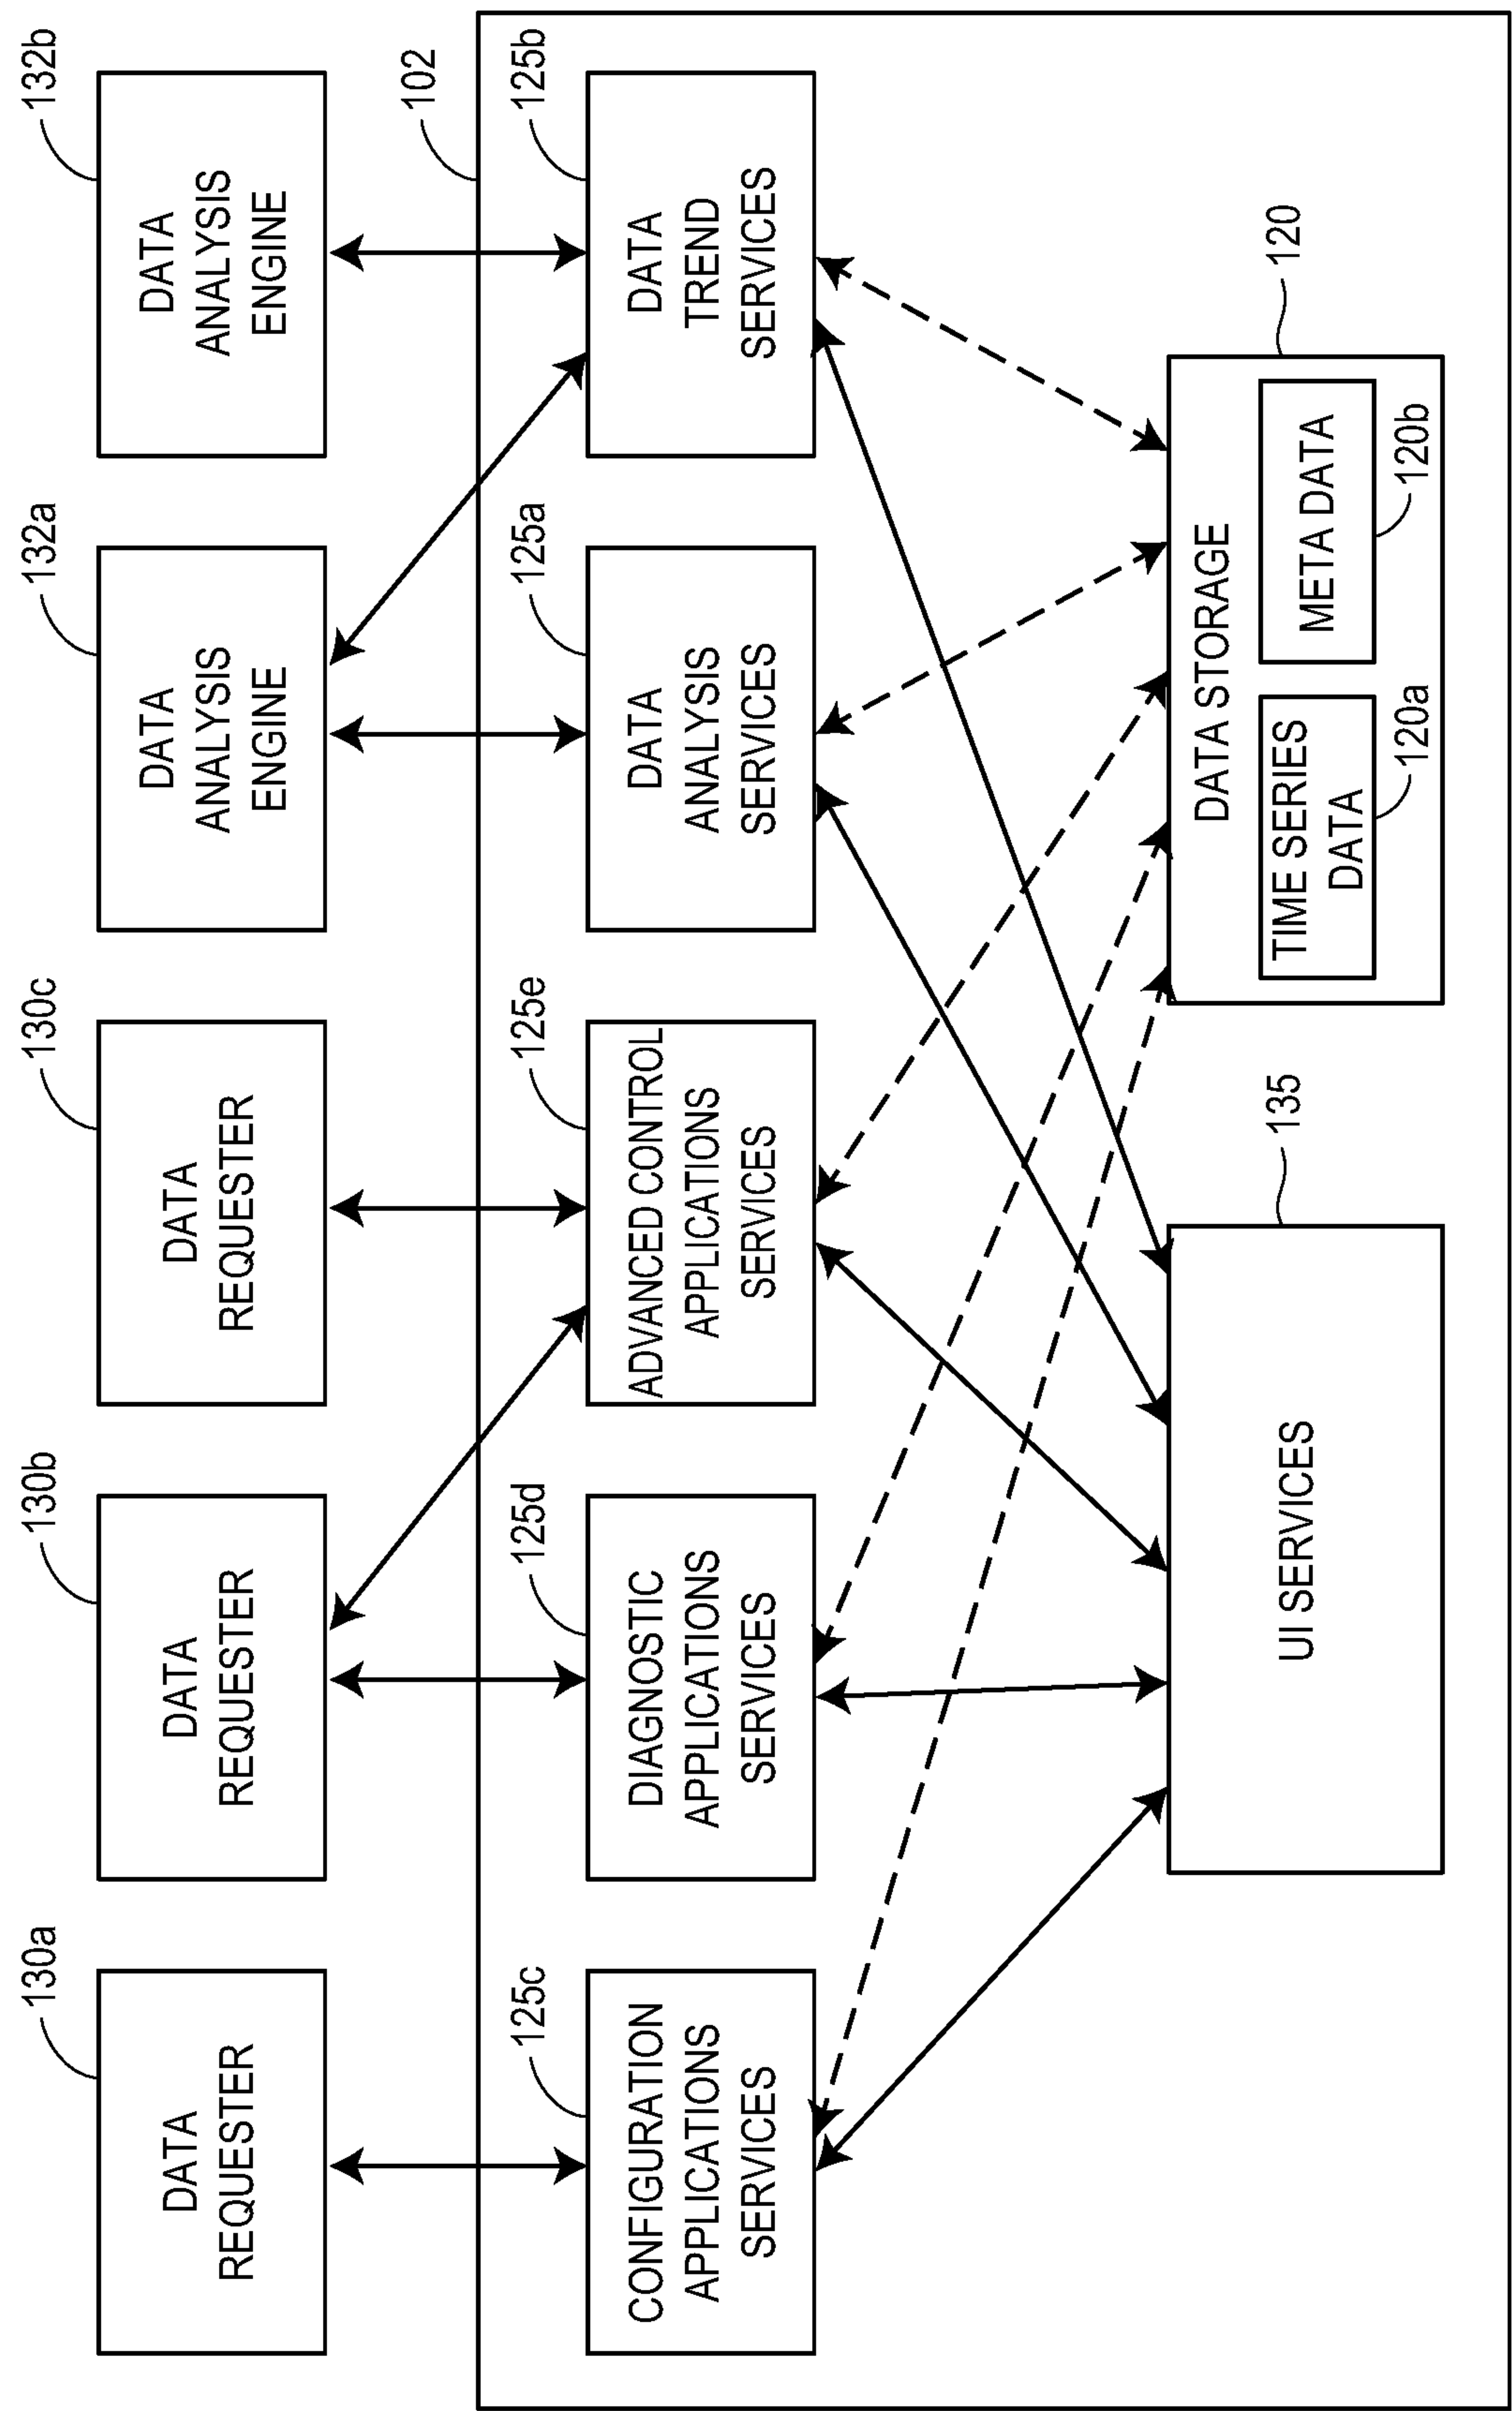 130a
130b
130c
132a
132b
DATA
REQUESTER
DATA
REQUESTER
DATA
REQUESTER
DATA
ANALYSIS
ENGINE
DATA
ANALYSIS
ENGINE
102
125c
125d
125e
125a
125b
CONFIGURATION
APPLICATIONS
SERVICES
DIAGNOSTIC
APPLICATIONS
SERVICES
ADVANCED CONTROL
APPLICATIONS
SERVICES
DATA
ANALYSIS
SERVICES
DATA
TREND
SERVICES
135
120
UI SERVICES
DATA STORAGE
TIME SERIES
DATA
META DATA
120a
120b